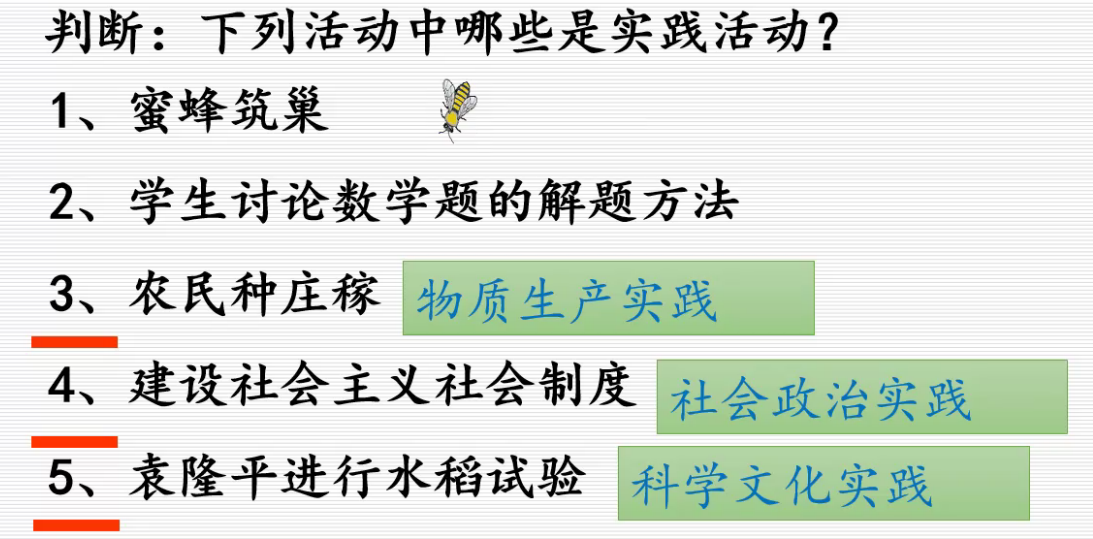 判断：下列活动中哪些是实践活动？
1、蜜蜂筑巢
2、学生讨论数学题的解题方法
3、农民种庄稼 物质生产实践
4、建设社会主义社会制度 社会政治实践
5、袁隆平进行水稻试验 科学文化实践